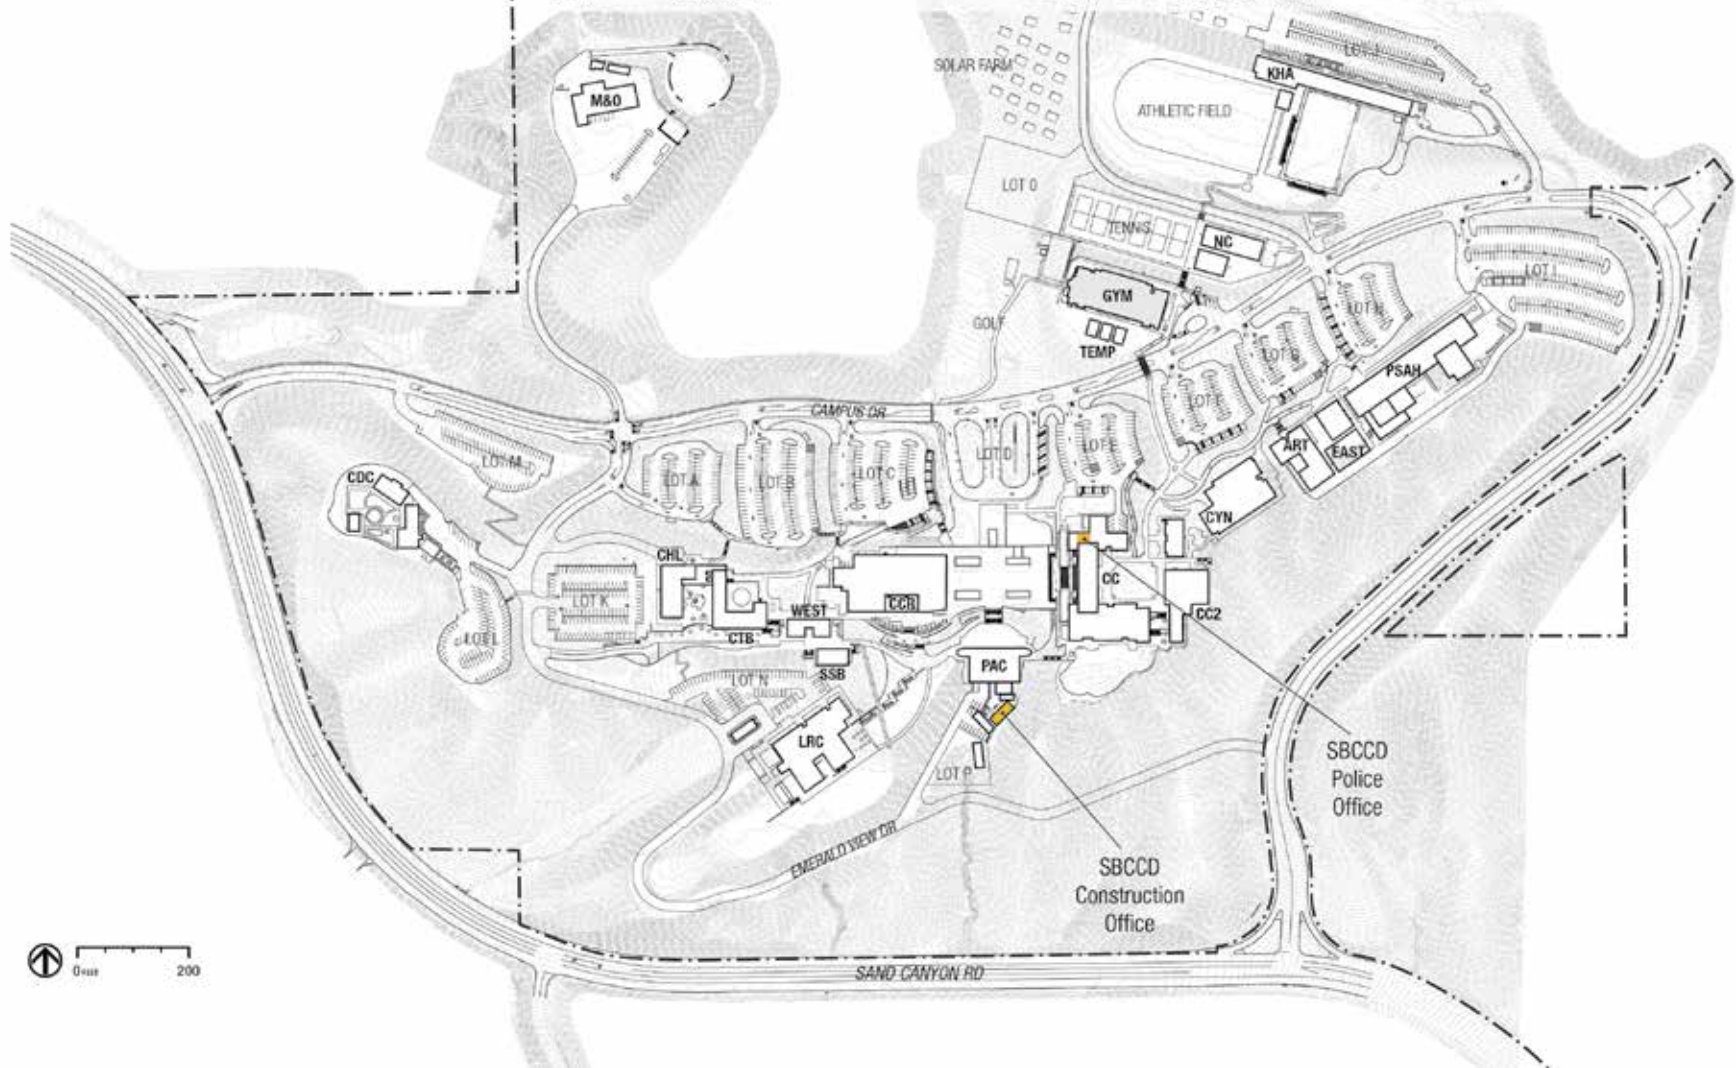 LOT J
SOLAR FARM
KHA
M&O
ATHLETIC FIELD
LOT O
TENNIS
NC
LOT I
GYM
LOT H
GOLF
TEMP
LOT G
PSAH
LOT F
CAMPUS DR
ART
EAST
LOT M
LOT A
LOT B
LOT C
LOT D
LOT E
CDC
CYN
CHL
CC
LOT K
WEST
CCR
CC2
LOT L
CTB
SSB
PAC
LOT N
LRC
LOT P
SBCCD
Police
Office
EMERALD VIEW DR
SBCCD
Construction
Office
0 FEET 200
SAND CANYON RD